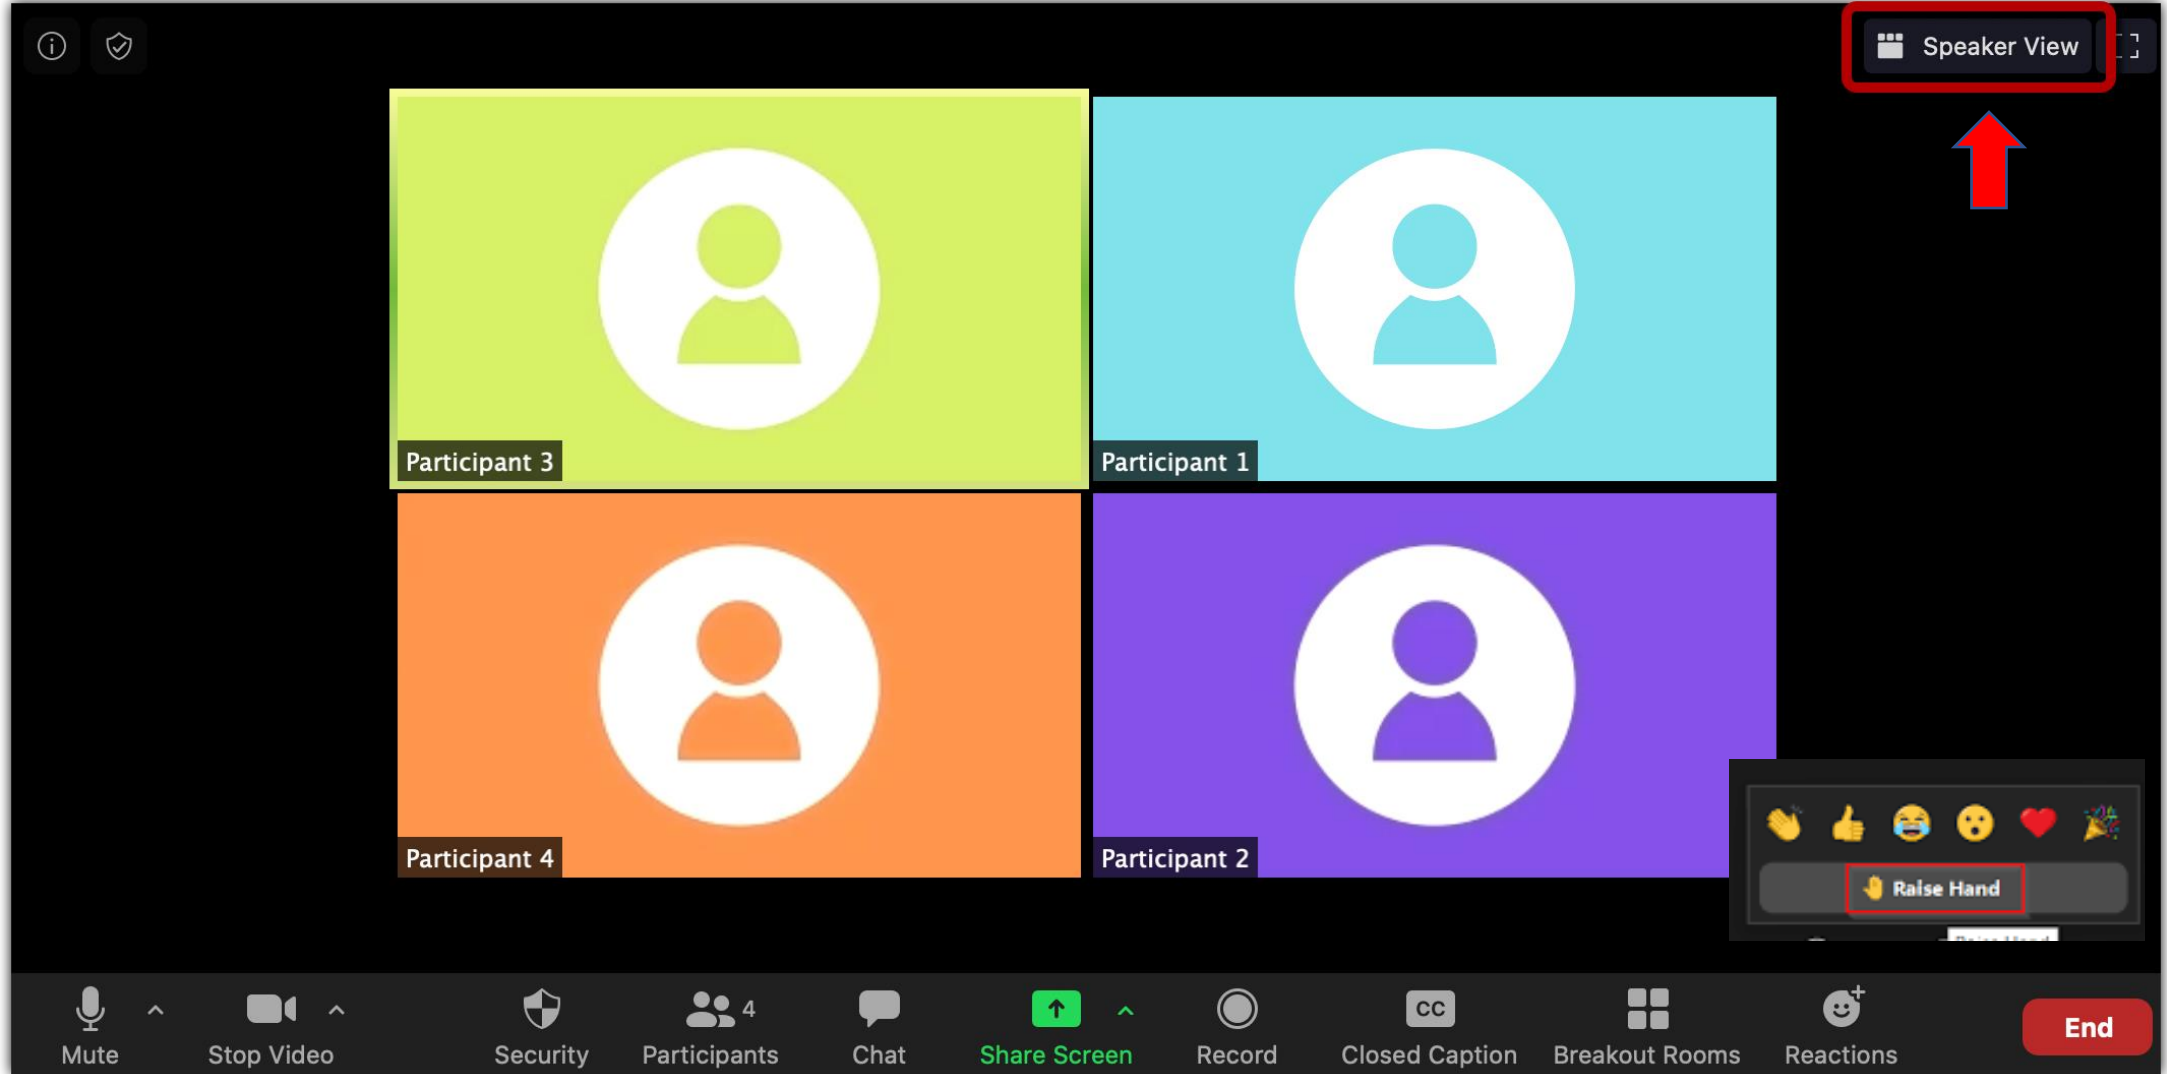 Speaker View
Participant 3
Participant 1
Participant 4
Participant 2
Raise Hand
4
CC
Mute
Stop Video
Security
Participants
Chat
Share Screen
Record
Closed Caption
Breakout Rooms
Reactions
End